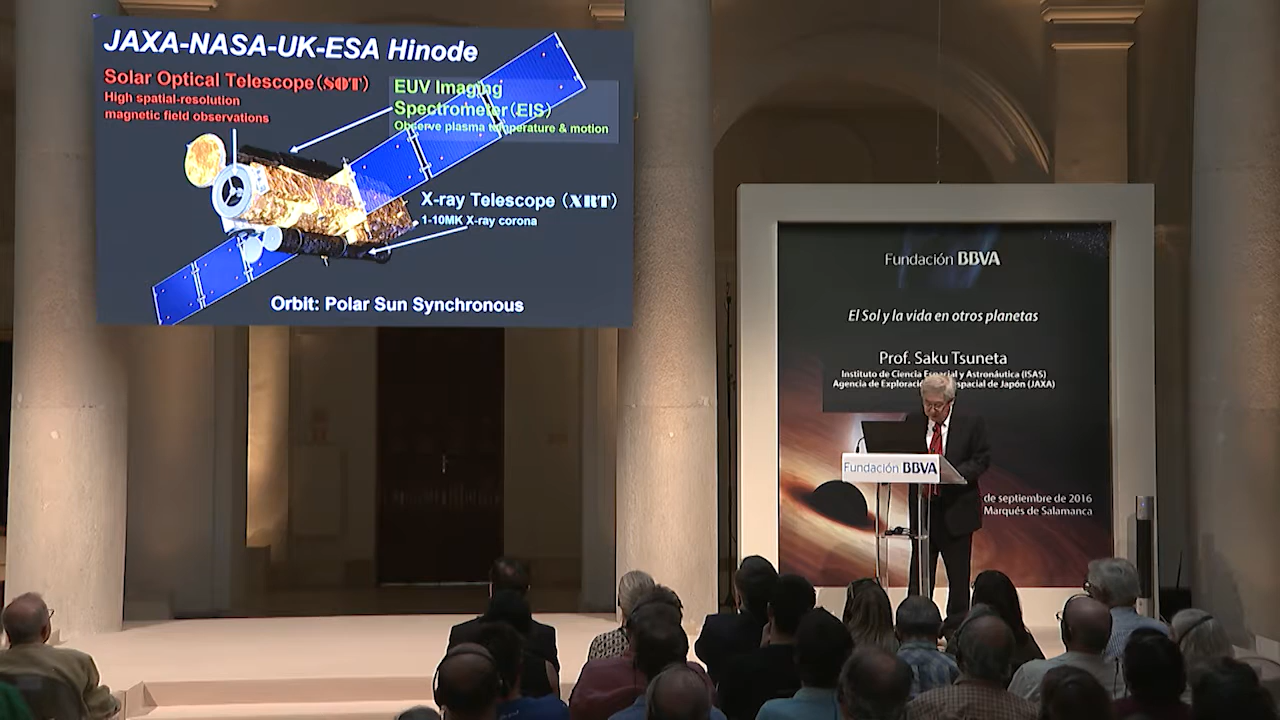 JAXA-NASA-UK-ESA Hinode
Solar Optical Telescope (SOT)
High spatial-resolution
magnetic field observations
EUV Imaging
Spectrometer (EIS)
Observe plasma temperature & motion
X-ray Telescope (XRT)
1-10MK X-ray corona
Orbit: Polar Sun Synchronous
Fundación BBVA
El Sol y la vida en otros planetas
Prof. Saku Tsuneta
Instituto de Ciencia Espacial y Astronáutica (ISAS)
Agencia de Exploración espacial de Japón (JAXA)
Fundación BBVA
de septiembre de 2016
Marqués de Salamanca